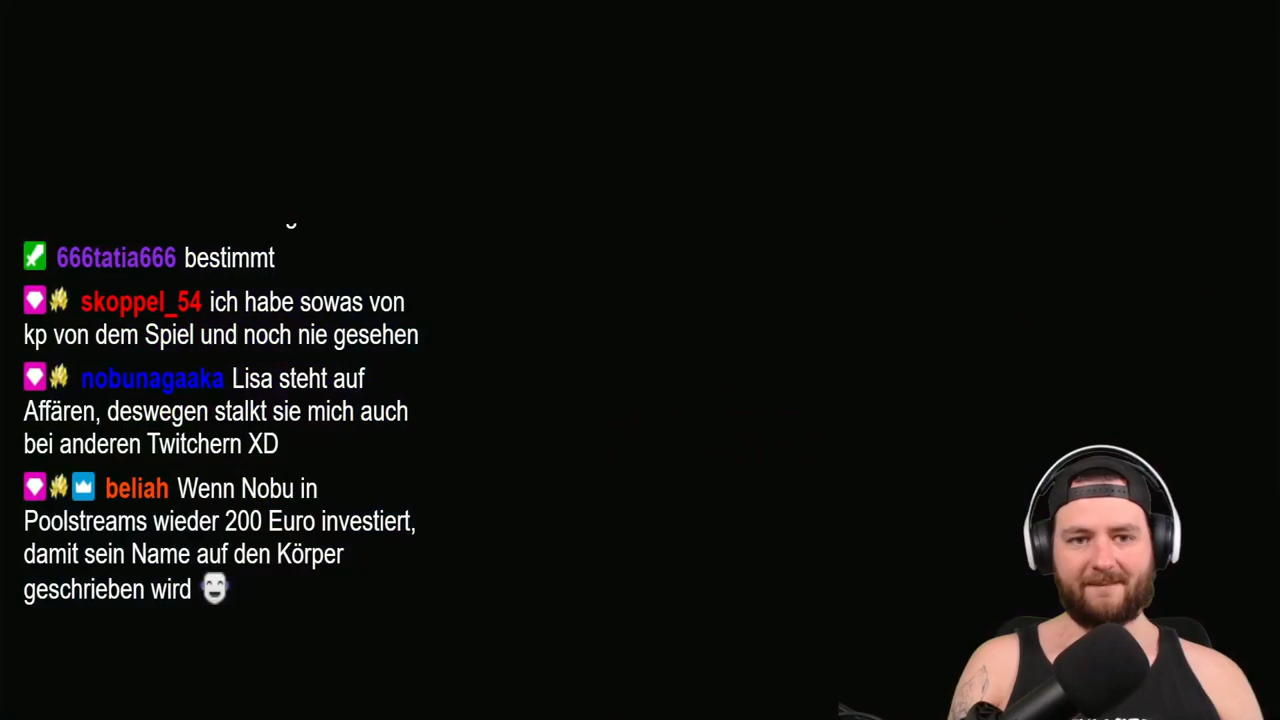 666tatia666 bestimmt
skoppel_54 ich habe sowas von
kp von dem Spiel und noch nie gesehen
nobunagaaka Lisa steht auf
Affären, deswegen stalkt sie mich auch
bei anderen Twitchern XD
beliah Wenn Nobu in
Poolstreams wieder 200 Euro investiert,
damit sein Name auf den Körper
geschrieben wird